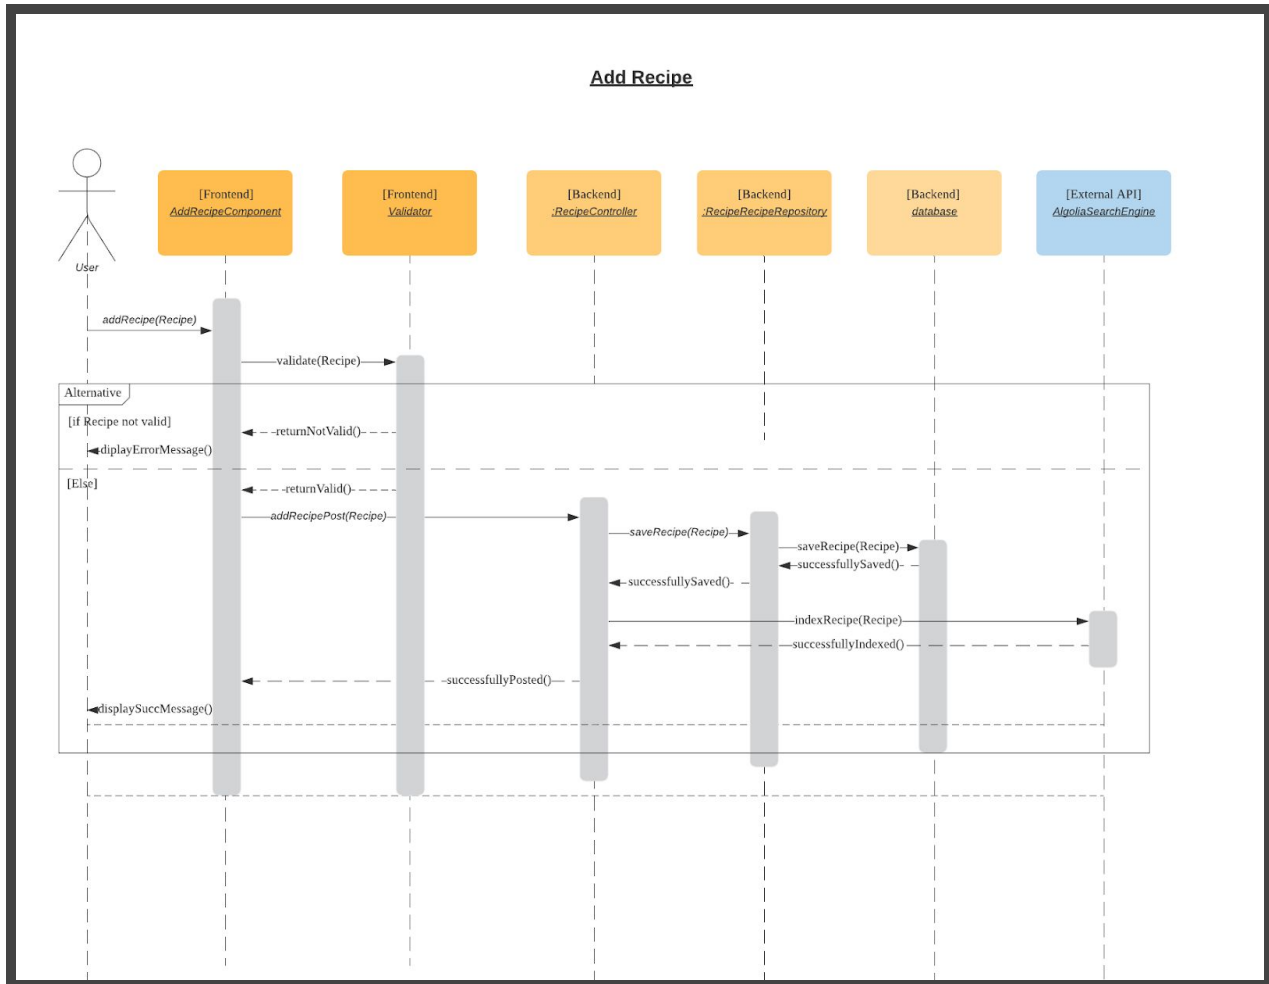 Add Recipe
[Frontend]
AddRecipeComponent
[Frontend]
Validator
[Backend]
:RecipeController
[Backend]
:RecipeRecipeRepository
[Backend]
database
[External API]
AlgoliaSearchEngine
User
addRecipe(Recipe)
validate(Recipe)
Alternative
[if Recipe not valid]
returnNotValid()
diplayErrorMessage()
[Else]
returnValid()
addRecipePost(Recipe)
saveRecipe(Recipe)
saveRecipe(Recipe)
successfullySaved()
successfullySaved()
indexRecipe(Recipe)
successfullyIndexed()
successfullyPosted()
displaySuccMessage()